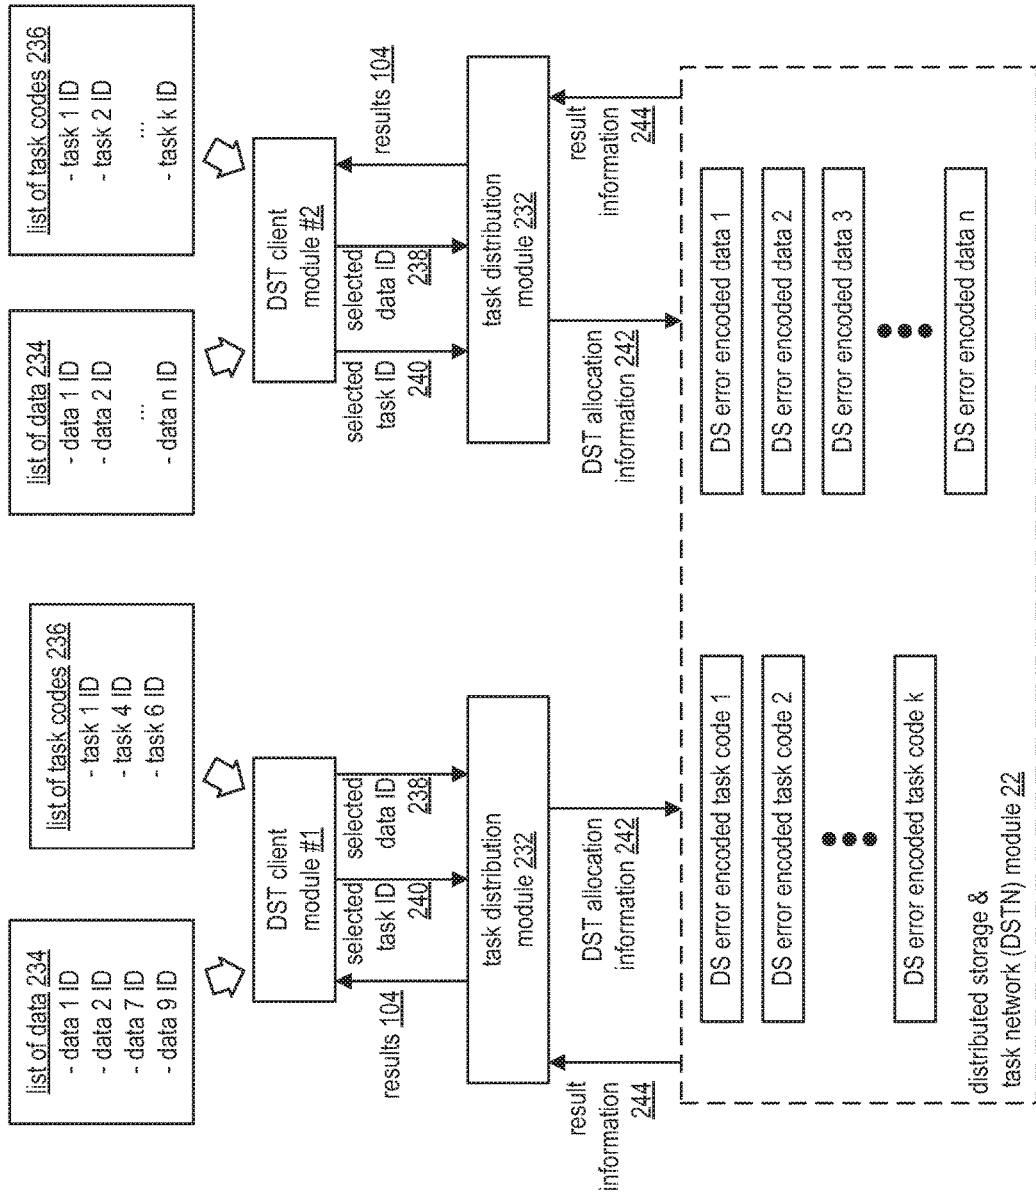 list of data 234
- data 1 ID
- data 2 ID
- data 7 ID
- data 9 ID
list of task codes 236
- task 1 ID
- task 4 ID
- task 6 ID
list of data 234
- data 1 ID
- data 2 ID
...
- data n ID
list of task codes 236
- task 1 ID
- task 2 ID
...
- task k ID
DST client
module #1
DST client
module #2
results 104
selected
task ID
240
selected
data ID
238
selected
task ID
240
selected
data ID
238
results 104
task distribution
module 232
task distribution
module 232
result
information
244
DST allocation
information 242
DST allocation
information 242
result
information
244
DS error encoded task code 1
DS error encoded task code 2
DS error encoded task code k
DS error encoded data 1
DS error encoded data 2
DS error encoded data 3
DS error encoded data n
distributed storage &
task network (DSTN) module 22